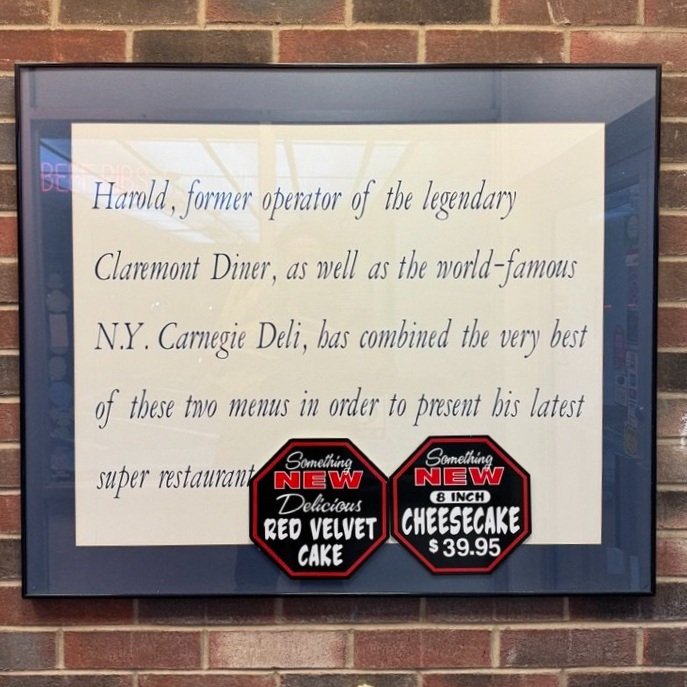 Harold, former operator of the legendary
Claremont Diner, as well as the world-famous
N.Y. Carnegie Deli, has combined the very best
of these two menus in order to present his latest
super restaurant
Something
NEW
Delicious
RED VELVET
CAKE
Something
NEW
8 INCH
CHEESECAKE
$39.95